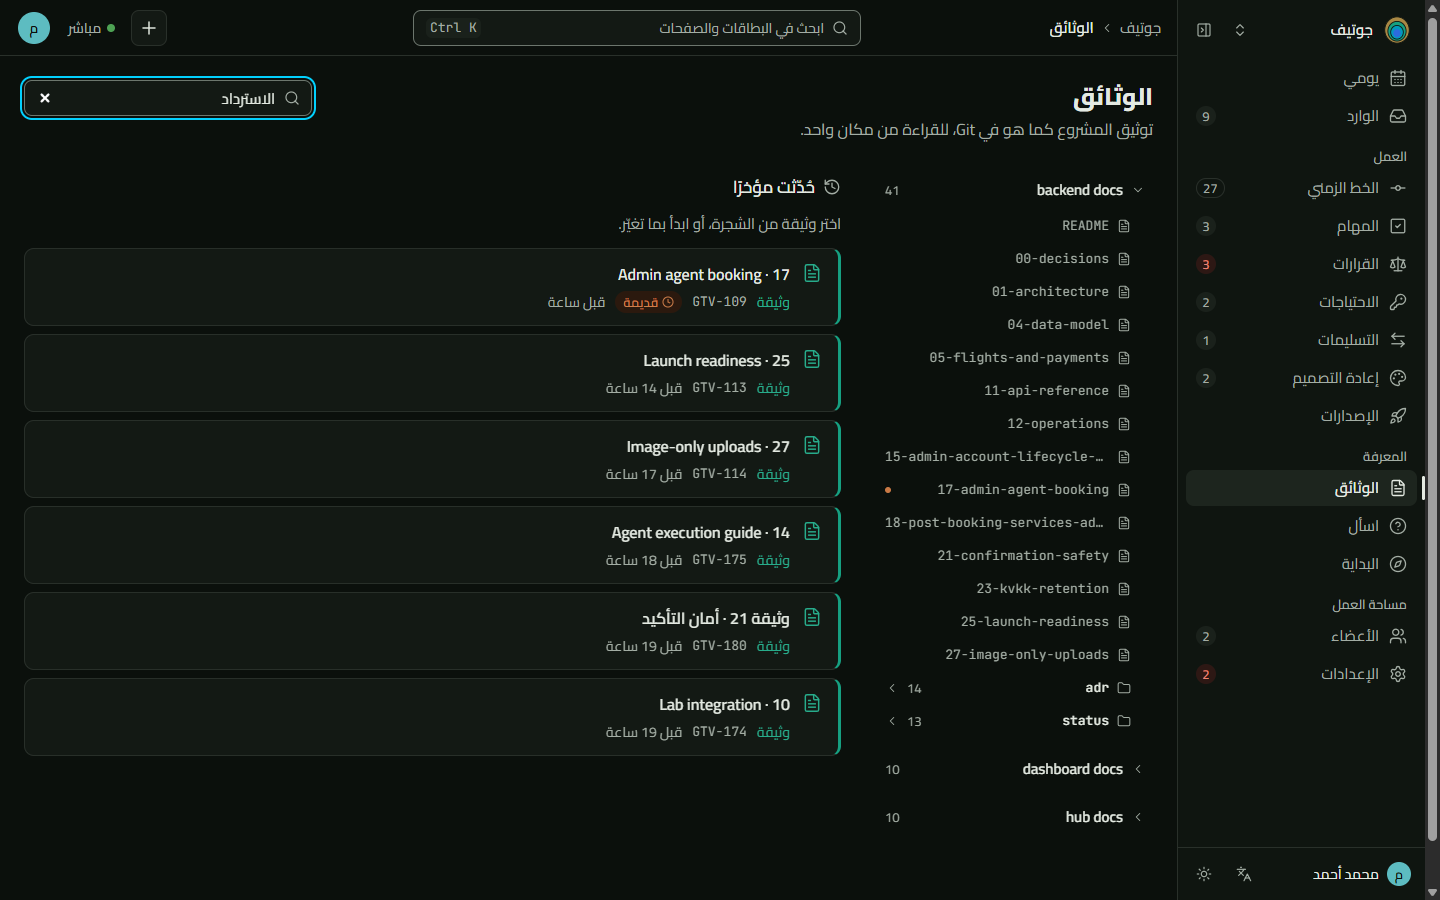 جوتيف
يومي
الوارد 9
العمل
الخط الزمني 27
المهام 3
القرارات 3
الاحتياجات 2
التسليمات 1
إعادة التصميم 2
الإصدارات
المعرفة
الوثائق
اسأل
البداية
مساحة العمل
الأعضاء 2
الإعدادات 2
م محمد أحمد
جوتيف الوثائق
ابحث في البطاقات والصفحات Ctrl K
مباشر م
الوثائق
توثيق المشروع كما هو في Git، للقراءة من مكان واحد.
الاسترداد
backend docs 41
README
00-decisions
01-architecture
04-data-model
05-flights-and-payments
11-api-reference
12-operations
15-admin-account-lifecycle-…
17-admin-agent-booking
18-post-booking-services-ad…
21-confirmation-safety
23-kvkk-retention
25-launch-readiness
27-image-only-uploads
adr 14
status 13
dashboard docs 10
hub docs 10
حُدّثت مؤخرًا
اختر وثيقة من الشجرة، أو ابدأ بما تغيّر.
17 · Admin agent booking
وثيقة GTV-109 قديمة قبل ساعة
25 · Launch readiness
وثيقة GTV-113 قبل 14 ساعة
27 · Image-only uploads
وثيقة GTV-114 قبل 17 ساعة
14 · Agent execution guide
وثيقة GTV-175 قبل 18 ساعة
وثيقة 21 · أمان التأكيد
وثيقة GTV-180 قبل 19 ساعة
10 · Lab integration
وثيقة GTV-174 قبل 19 ساعة